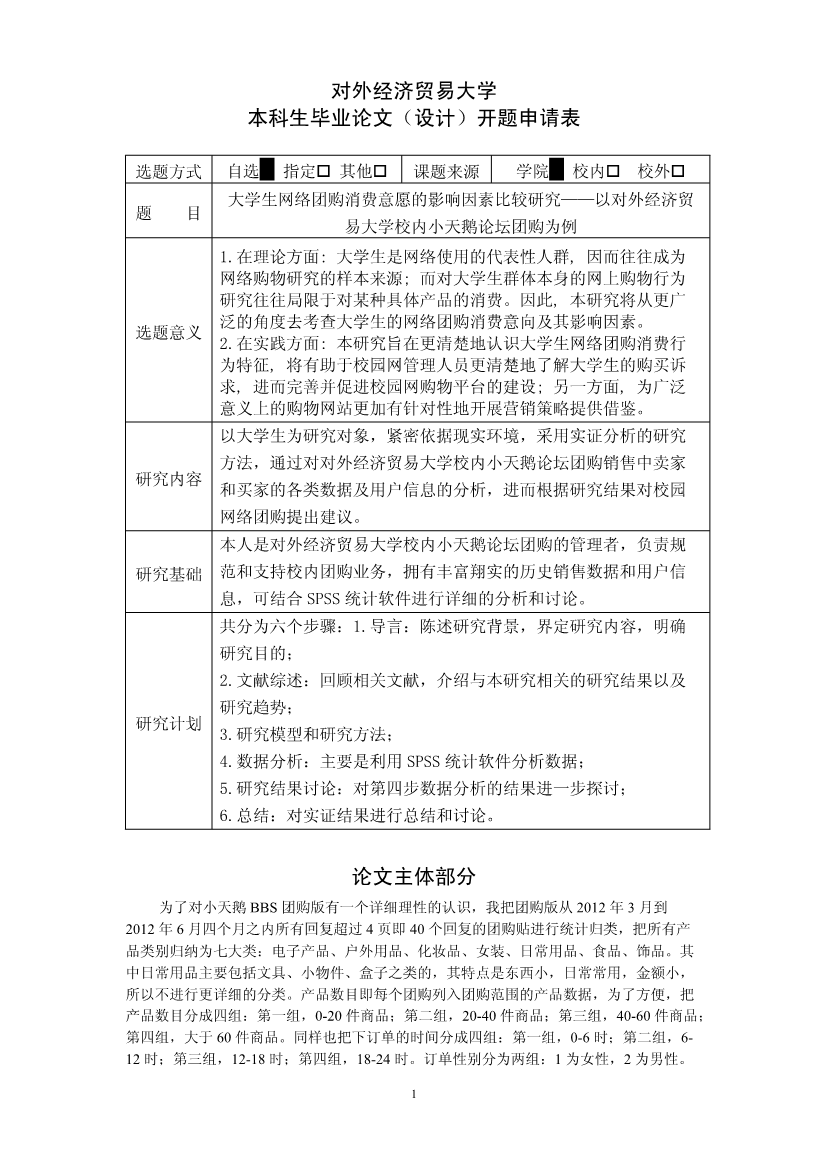 对外经济贸易大学
本科生毕业论文（设计）开题申请表
选题方式 自选■ 指定□ 其他□ 课题来源 学院■ 校内□ 校外□
题 目 大学生网络团购消费意愿的影响因素比较研究——以对外经济贸
易大学校内小天鹅论坛团购为例
选题意义
1.在理论方面: 大学生是网络使用的代表性人群, 因而往往成为
网络购物研究的样本来源; 而对大学生群体本身的网上购物行为
研究往往局限于对某种具体产品的消费。因此, 本研究将从更广
泛的角度去考查大学生的网络团购消费意向及其影响因素。
2.在实践方面: 本研究旨在更清楚地认识大学生网络团购消费行
为特征, 将有助于校园网管理人员更清楚地了解大学生的购买诉
求, 进而完善并促进校园网购物平台的建设; 另一方面, 为广泛
意义上的购物网站更加有针对性地开展营销策略提供借鉴。
研究内容
以大学生为研究对象，紧密依据现实环境，采用实证分析的研究
方法，通过对对外经济贸易大学校内小天鹅论坛团购销售中卖家
和买家的各类数据及用户信息的分析，进而根据研究结果对校园
网络团购提出建议。
研究基础
本人是对外经济贸易大学校内小天鹅论坛团购的管理者，负责规
范和支持校内团购业务，拥有丰富翔实的历史销售数据和用户信
息，可结合 SPSS 统计软件进行详细的分析和讨论。
研究计划
共分为六个步骤：1.导言：陈述研究背景，界定研究内容，明确
研究目的；
2.文献综述：回顾相关文献，介绍与本研究相关的研究结果以及
研究趋势；
3.研究模型和研究方法；
4.数据分析：主要是利用 SPSS 统计软件分析数据；
5.研究结果讨论：对第四步数据分析的结果进一步探讨；
6.总结：对实证结果进行总结和讨论。
论文主体部分
为了对小天鹅 BBS 团购版有一个详细理性的认识，我把团购版从 2012 年 3 月到
2012 年 6 月四个月之内所有回复超过 4 页即 40 个回复的团购贴进行统计归类，把所有产
品类别归纳为七大类：电子产品、户外用品、化妆品、女装、日常用品、食品、饰品。其
中日常用品主要包括文具、小物件、盒子之类的，其特点是东西小，日常常用，金额小，
所以不进行更详细的分类。产品数目即每个团购列入团购范围的产品数据，为了方便，把
产品数目分成四组：第一组，0-20 件商品；第二组，20-40 件商品；第三组，40-60 件商品；
第四组，大于 60 件商品。同样也把下订单的时间分成四组：第一组，0-6 时；第二组，6-
12 时；第三组，12-18 时；第四组，18-24 时。订单性别分为两组：1 为女性，2 为男性。
1